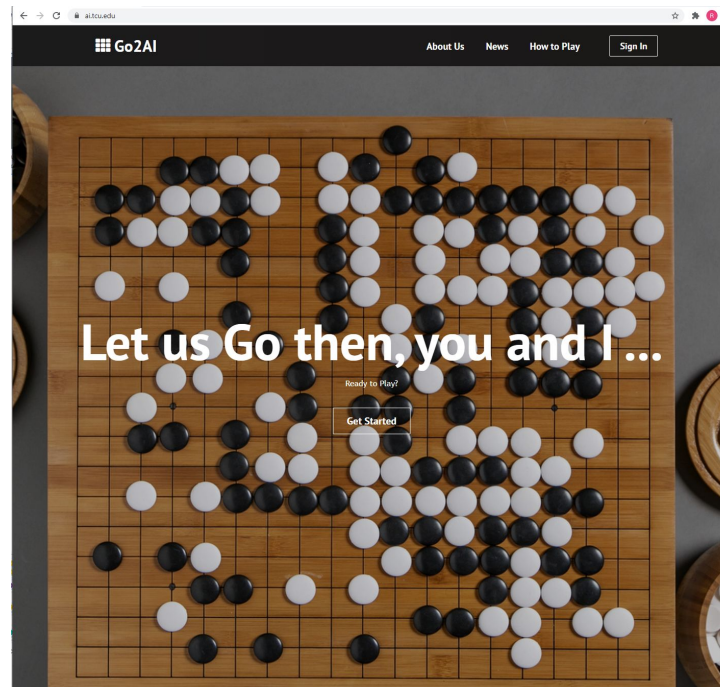 ai.tcu.edu
R
Go2AI
About Us News How to Play Sign In
Let us Go then, you and I ...
Ready to Play?
Get Started